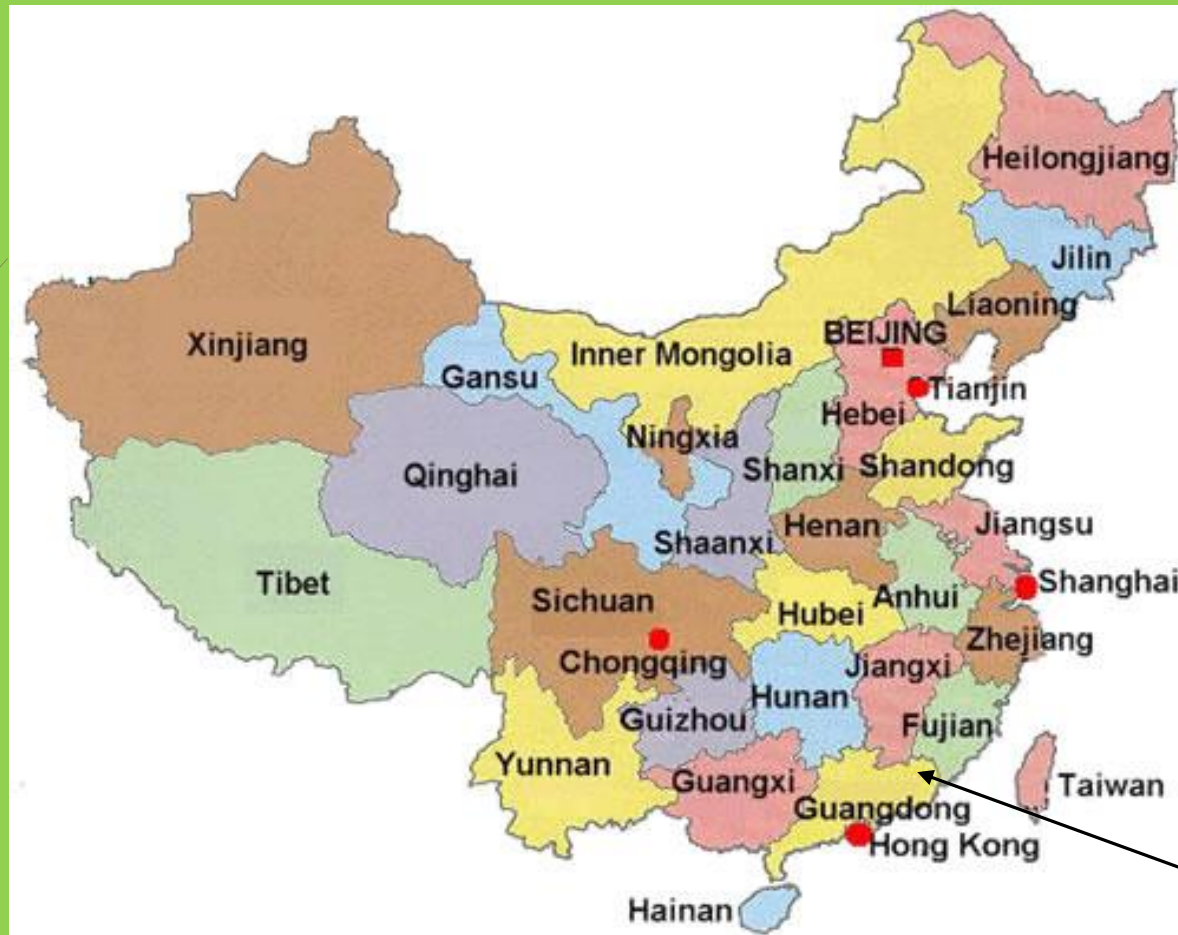 Heilongjiang
Jilin
Liaoning
BEIJING
Xinjiang
Inner Mongolia
Gansu
Tianjin
Hebei
Ningxia
Shanxi
Shandong
Qinghai
Henan
Jiangsu
Shaanxi
Tibet
Shanghai
Sichuan
Anhui
Hubei
Zhejiang
Chongqing
Jiangxi
Hunan
Guizhou
Fujian
Yunnan
Guangxi
Taiwan
Guangdong
Hong Kong
Hainan